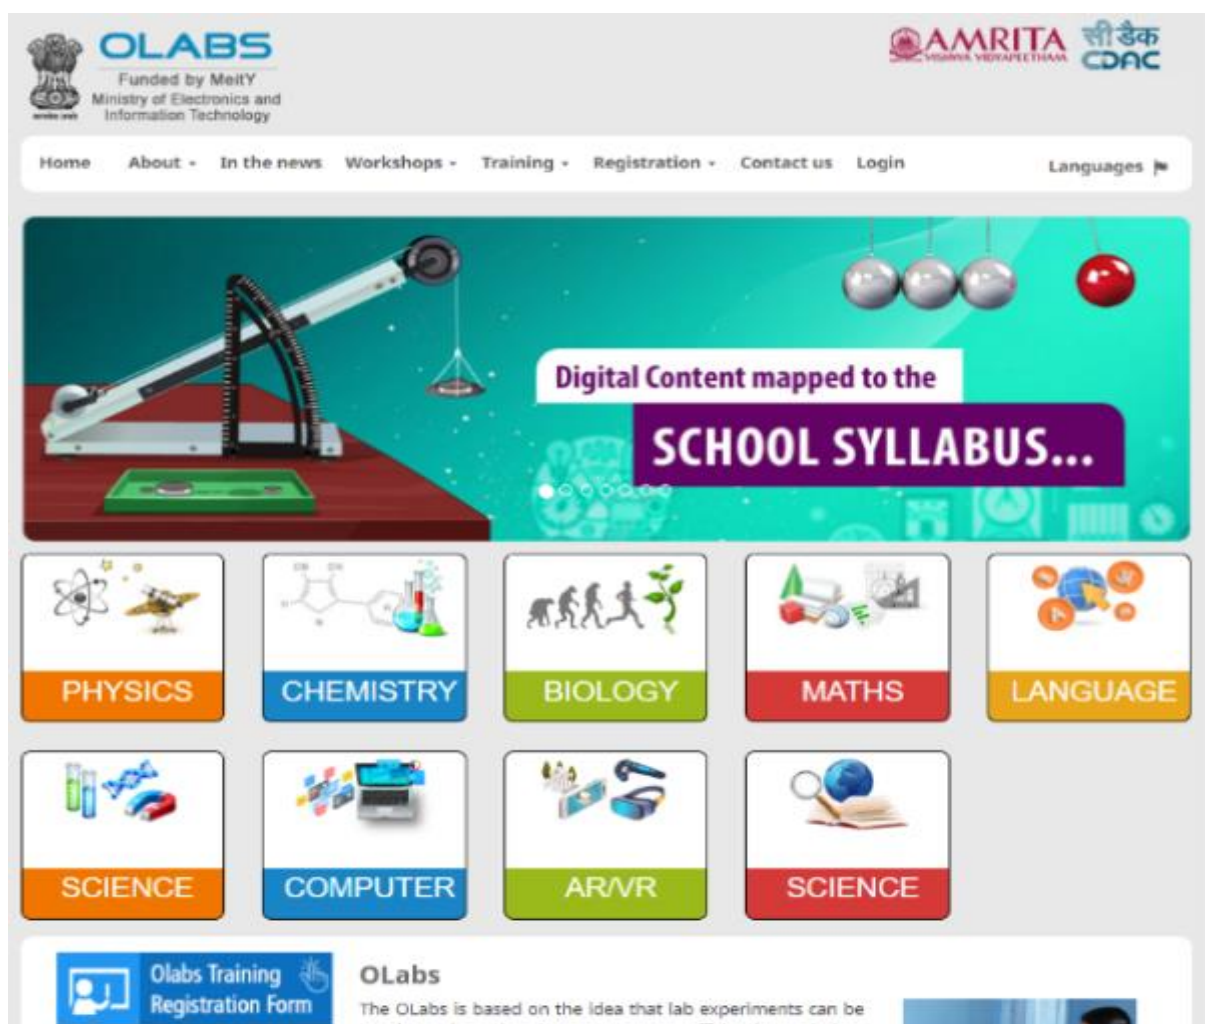 OLABS
Funded by MeitY
Ministry of Electronics and
Information Technology
AMRITA
VISHWA VIDYAPEETHAM
सी डैक
CDAC
Home About In the news Workshops Training Registration Contact us Login Languages
Digital Content mapped to the
SCHOOL SYLLABUS...
PHYSICS CHEMISTRY BIOLOGY MATHS LANGUAGE
SCIENCE COMPUTER AR/VR SCIENCE
Olabs Training
Registration Form
OLabs
The OLabs is based on the idea that lab experiments can be